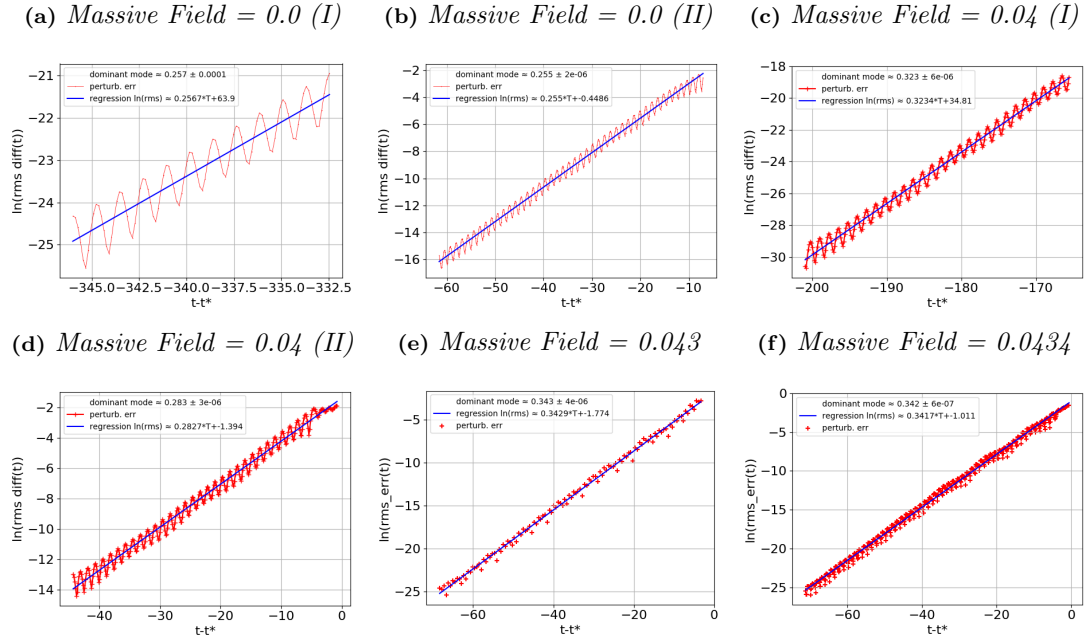 (a) Massive Field = 0.0 (I)
dominant mode ≈ 0.257 ± 0.0001
perturb. err
regression ln(rms) ≈ 0.2567*T+63.9
ln(rms diff(t))
−21
−22
−23
−24
−25
−345.0
−342.5
−340.0
−337.5
−335.0
−332.5
t-t*
(b) Massive Field = 0.0 (II)
dominant mode ≈ 0.255 ± 2e-06
perturb. err
regression ln(rms) ≈ 0.255*T+-0.4486
ln(rms diff(t))
−2
−4
−6
−8
−10
−12
−14
−16
−60
−50
−40
−30
−20
−10
t-t*
(c) Massive Field = 0.04 (I)
dominant mode ≈ 0.323 ± 6e-06
perturb. err
regression ln(rms) ≈ 0.3234*T+34.81
ln(rms diff(t))
−18
−20
−22
−24
−26
−28
−30
−200
−190
−180
−170
t-t*
(d) Massive Field = 0.04 (II)
dominant mode ≈ 0.283 ± 3e-06
perturb. err
regression ln(rms) ≈ 0.2827*T+-1.394
ln(rms diff(t))
−2
−4
−6
−8
−10
−12
−14
−40
−30
−20
−10
0
t-t*
(e) Massive Field = 0.043
dominant mode ≈ 0.343 ± 4e-06
regression ln(rms) ≈ 0.3429*T+-1.774
perturb. err
ln(rms_err(t))
−5
−10
−15
−20
−25
−60
−40
−20
0
t-t*
(f) Massive Field = 0.0434
dominant mode ≈ 0.342 ± 6e-07
regression ln(rms) ≈ 0.3417*T+-1.011
perturb. err
ln(rms_err(t))
0
−5
−10
−15
−20
−25
−60
−40
−20
0
t-t*